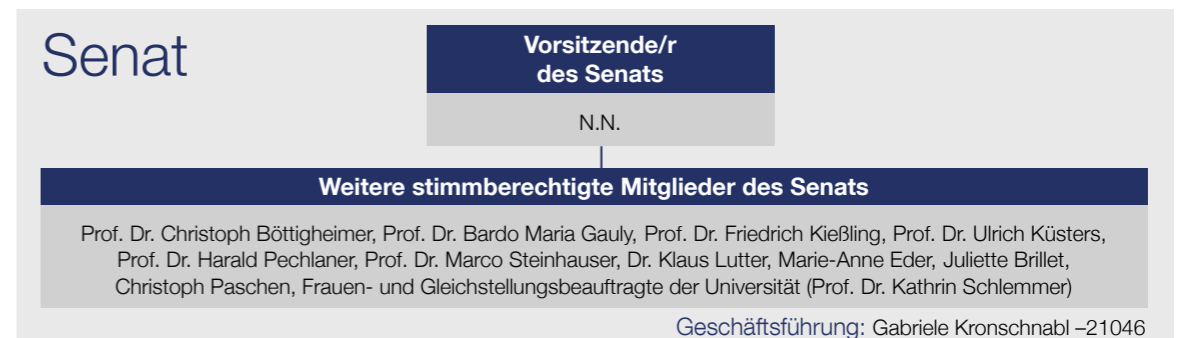 Senat
Vorsitzende/r
des Senats
N.N.
Weitere stimmberechtigte Mitglieder des Senats
Prof. Dr. Christoph Böttigheimer, Prof. Dr. Bardo Maria Gauly, Prof. Dr. Friedrich Kießling, Prof. Dr. Ulrich Küsters,
Prof. Dr. Harald Pechlaner, Prof. Dr. Marco Steinhauser, Dr. Klaus Lutter, Marie-Anne Eder, Juliette Brillet,
Christoph Paschen, Frauen- und Gleichstellungsbeauftragte der Universität (Prof. Dr. Kathrin Schlemmer)
Geschäftsführung: Gabriele Kronschnabl –21046